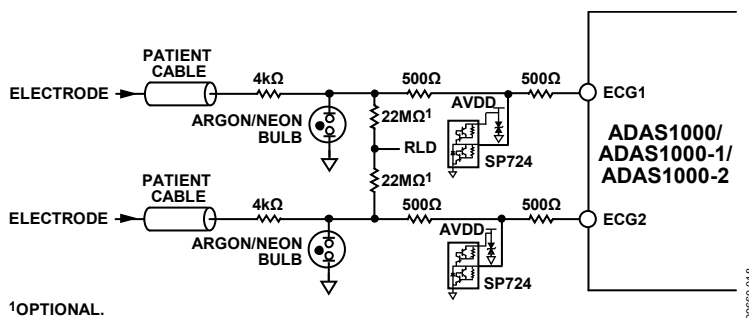 PATIENT
CABLE
4kΩ
500Ω
500Ω
ELECTRODE
ECG1
AVDD
ARGON/NEON
BULB
22MΩ¹
SP724
RLD
ADAS1000/
ADAS1000-1/
ADAS1000-2
PATIENT
CABLE
22MΩ¹
4kΩ
500Ω
500Ω
ELECTRODE
ECG2
AVDD
ARGON/NEON
BULB
SP724
¹OPTIONAL.